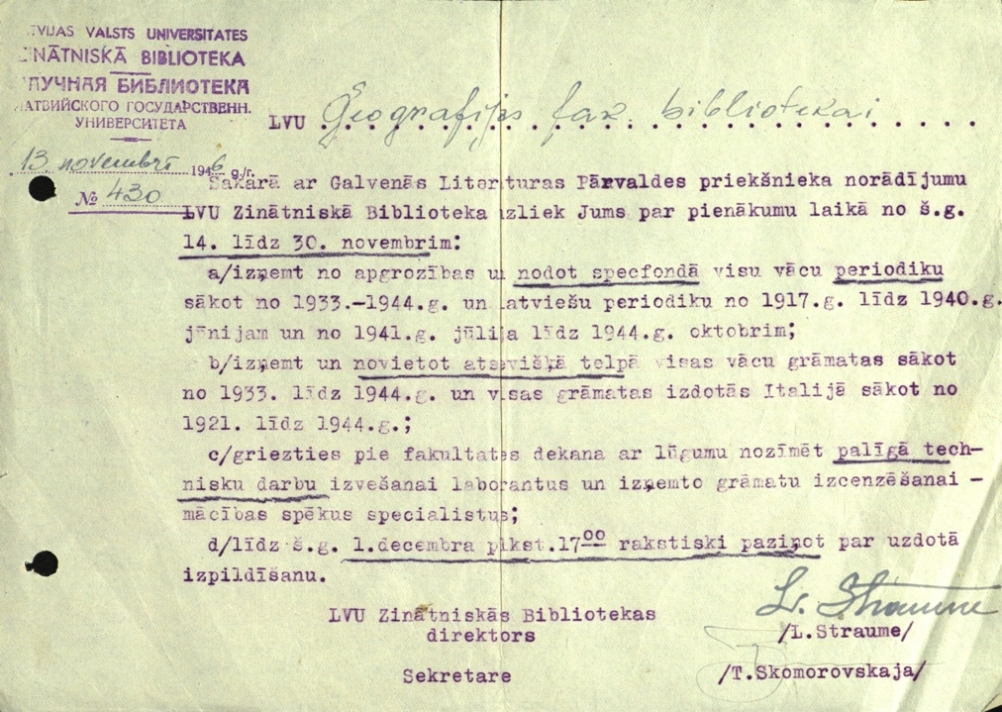 LATVIJAS VALSTS UNIVERSITATES
ZINĀTNISKĀ BIBLIOTEKA
НАУЧНАЯ БИБЛИОТЕКА
ЛАТВИЙСКОГО ГОСУДАРСТВЕНН.
УНИВЕРСИТЕТА
LVU Ģeografijas fak. bibliotekai
13 novembrī 1946 g./г.
№ 430
Sakarā ar Galvenās Literituras Pārvaldes priekšnieka norādījumu
LVU Zinātniskā Biblioteka uzliek Jums par pienākumu laikā no š.g.
14. līdz 30. novembrim:
a/izņemt no apgrozības un nodot specfondā visu vācu periodiku
sākot no 1933.-1944.g. un latviešu periodiku no 1917.g. līdz 1940.g.
jūnijam un no 1941.g. jūlija līdz 1944.g. oktobrim;
b/izņemt un novietot atsevišķā telpā visas vācu grāmatas sākot
no 1933. līdz 1944.g. un visas grāmatas izdotās Italijē sākot no
1921. līdz 1944.g.;
c/griezties pie fakultates dekana ar lūgumu nozīmēt palīgā tech-
nisku darbu izvešanai laborantus un izņemto grāmatu izcenzēšanai -
mācības spēkus specialistus;
d/līdz š.g. 1.decembra plkst.17⁰⁰ rakstiski paziņot par uzdotā
izpildīšanu.
LVU Zinātniskās Bibliotekas
direktors
L. Straume
/L.Straume/
Sekretare
/T.Skomorovskaja/